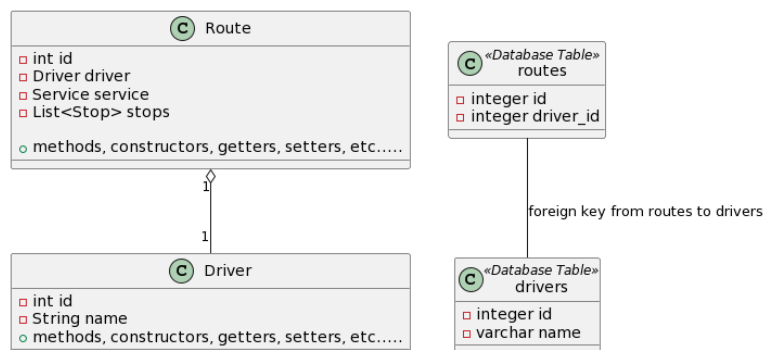 C Route
int id
Driver driver
Service service
List<Stop> stops
methods, constructors, getters, setters, etc.....
1
1
C Driver
int id
String name
methods, constructors, getters, setters, etc.....
C «Database Table»
routes
integer id
integer driver_id
foreign key from routes to drivers
C «Database Table»
drivers
integer id
varchar name